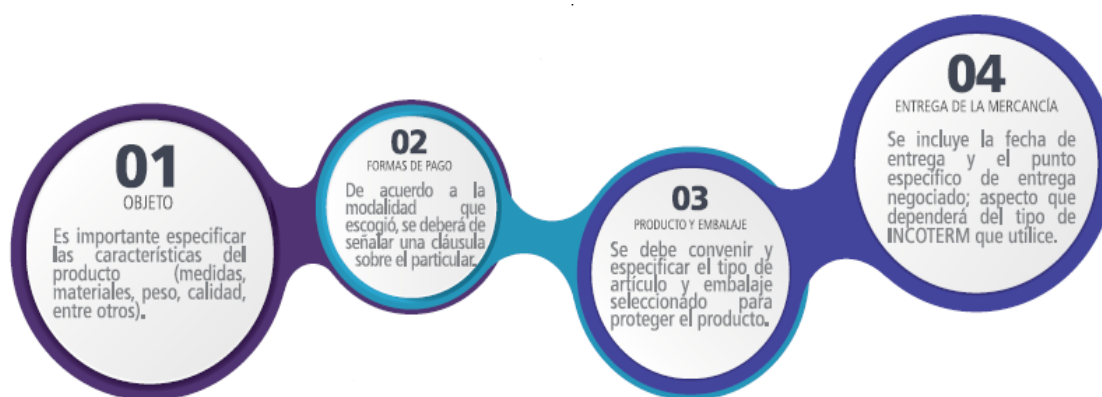 01
OBJETO
Es importante especificar
las características del
producto (medidas,
materiales, peso, calidad,
entre otros).
02
FORMAS DE PAGO
De acuerdo a la
modalidad que
escogió, se deberá de
señalar una cláusula
sobre el particular.
03
PRODUCTO Y EMBALAJE
Se debe convenir y
especificar el tipo de
artículo y embalaje
seleccionado para
proteger el producto.
04
ENTREGA DE LA MERCANCÍA
Se incluye la fecha de
entrega y el punto
específico de entrega
negociado; aspecto que
dependerá del tipo de
INCOTERM que utilice.